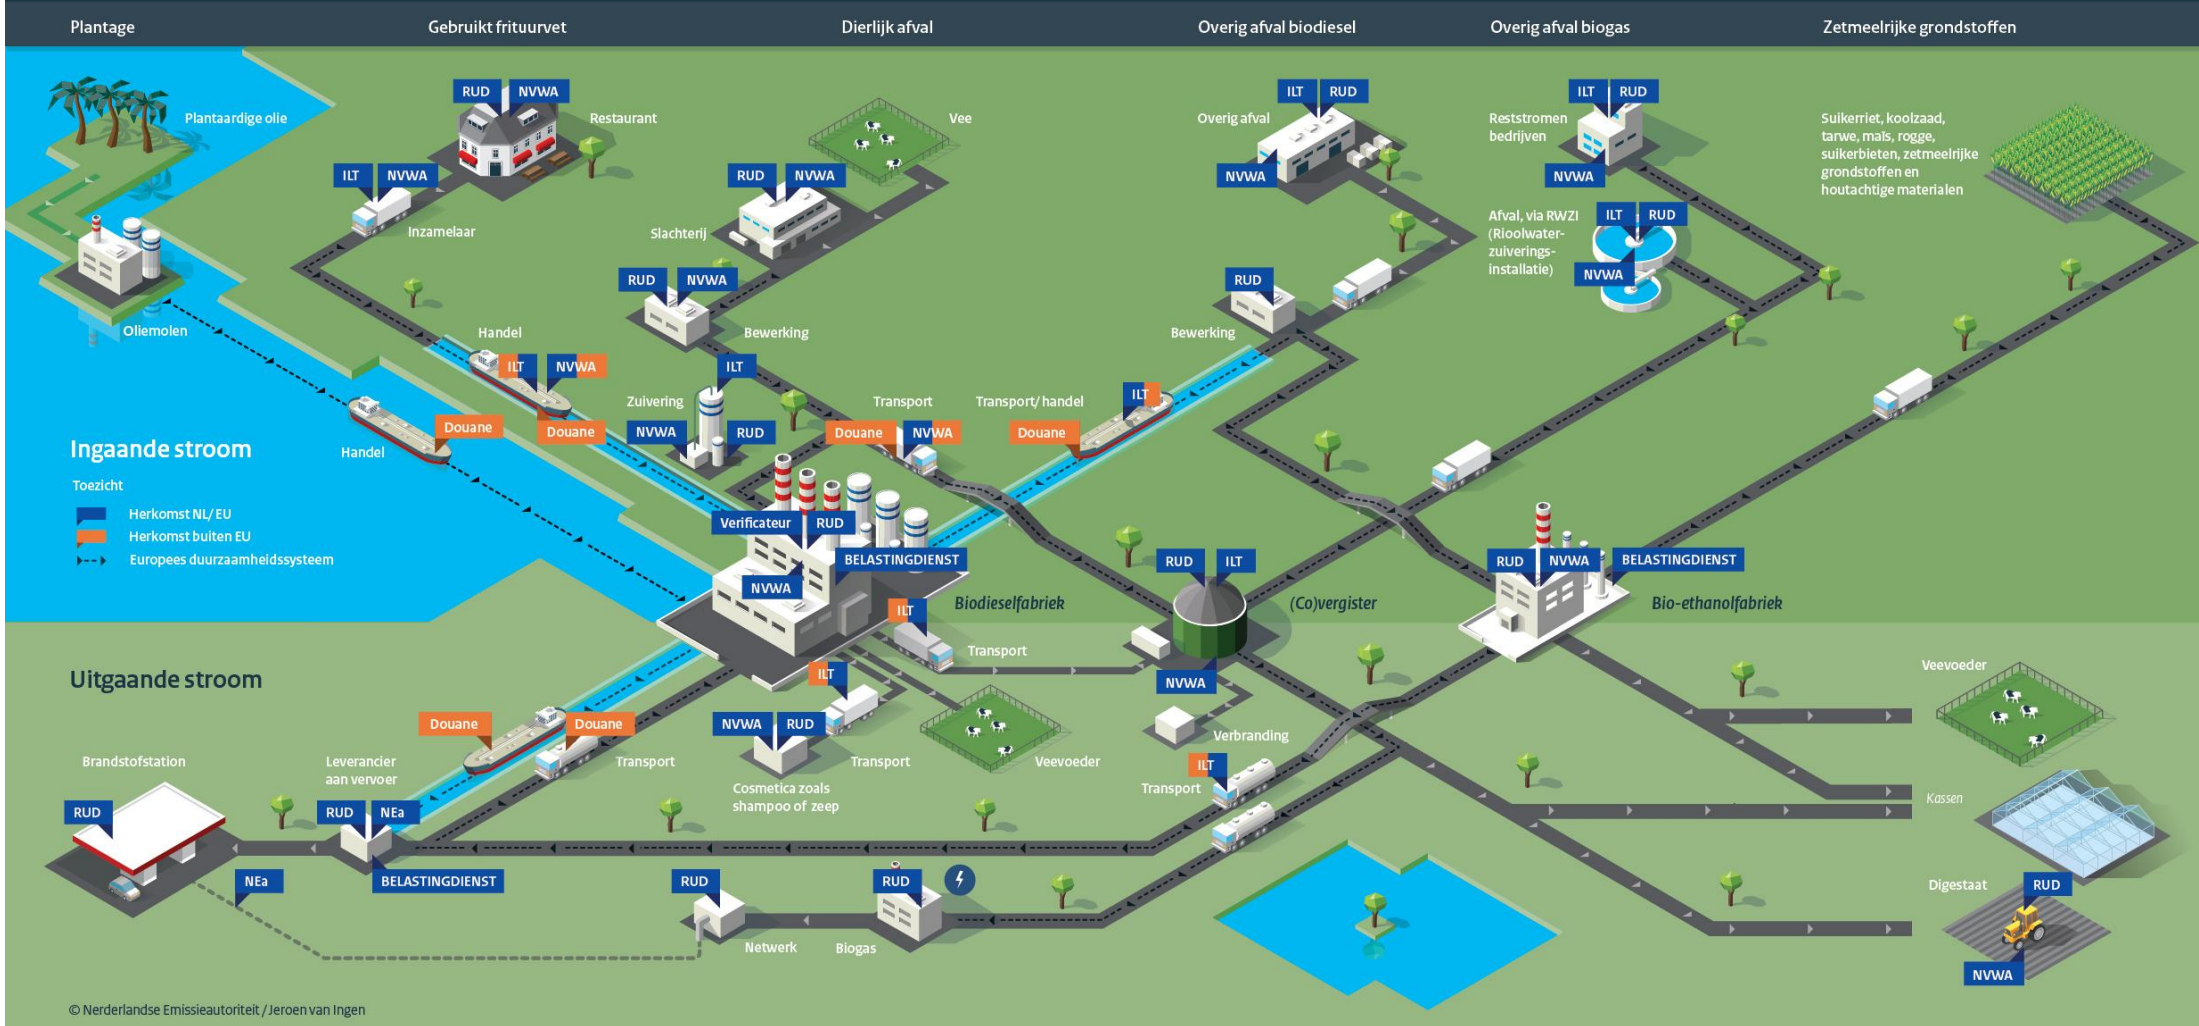 Plantage
Gebruikt frituurvet
Dierlijk afval
Overig afval biodiesel
Overig afval biogas
Zetmeelrijke grondstoffen
Plantaardige olie
RUD
NVWA
Restaurant
ILT
NVWA
Inzamelaar
Vee
RUD
NVWA
Slachterij
RUD
NVWA
Bewerking
ILT
RUD
Overig afval
NVWA
ILT
RUD
Reststromen
bedrijven
NVWA
Afval, via RWZI
(Rioolwater-
zuiverings-
installatie)
ILT
RUD
NVWA
Suikerriet, koolzaad,
tarwe, maïs, rogge,
suikerbieten, zetmeelrijke
grondstoffen en
houtachtige materialen
Oliemolen
Handel
ILT
NVWA
Douane
RUD
Bewerking
Douane
Handel
Zuivering
ILT
NVWA
RUD
Transport
Douane
NVWA
Transport/handel
ILT
Douane
Ingaande stroom
Toezicht
Herkomst NL/EU
Herkomst buiten EU
Europees duurzaamheidssysteem
Verificateur
RUD
BELASTINGDIENST
NVWA
Biodieselfabriek
RUD
ILT
(Co)vergister
NVWA
RUD
NVWA
BELASTINGDIENST
Bio-ethanolfabriek
Uitgaande stroom
ILT
Transport
ILT
NVWA
RUD
Transport
Cosmetica zoals
shampoo of zeep
Veevoeder
Verbranding
ILT
Transport
Douane
Douane
Transport
Brandstofstation
RUD
Leverancier
aan vervoer
RUD
NEa
BELASTINGDIENST
NEa
RUD
Netwerk
RUD
Biogas
Veevoeder
Kassen
Digestaat
RUD
NVWA
© Nerderlandse Emissieautoriteit / Jeroen van Ingen